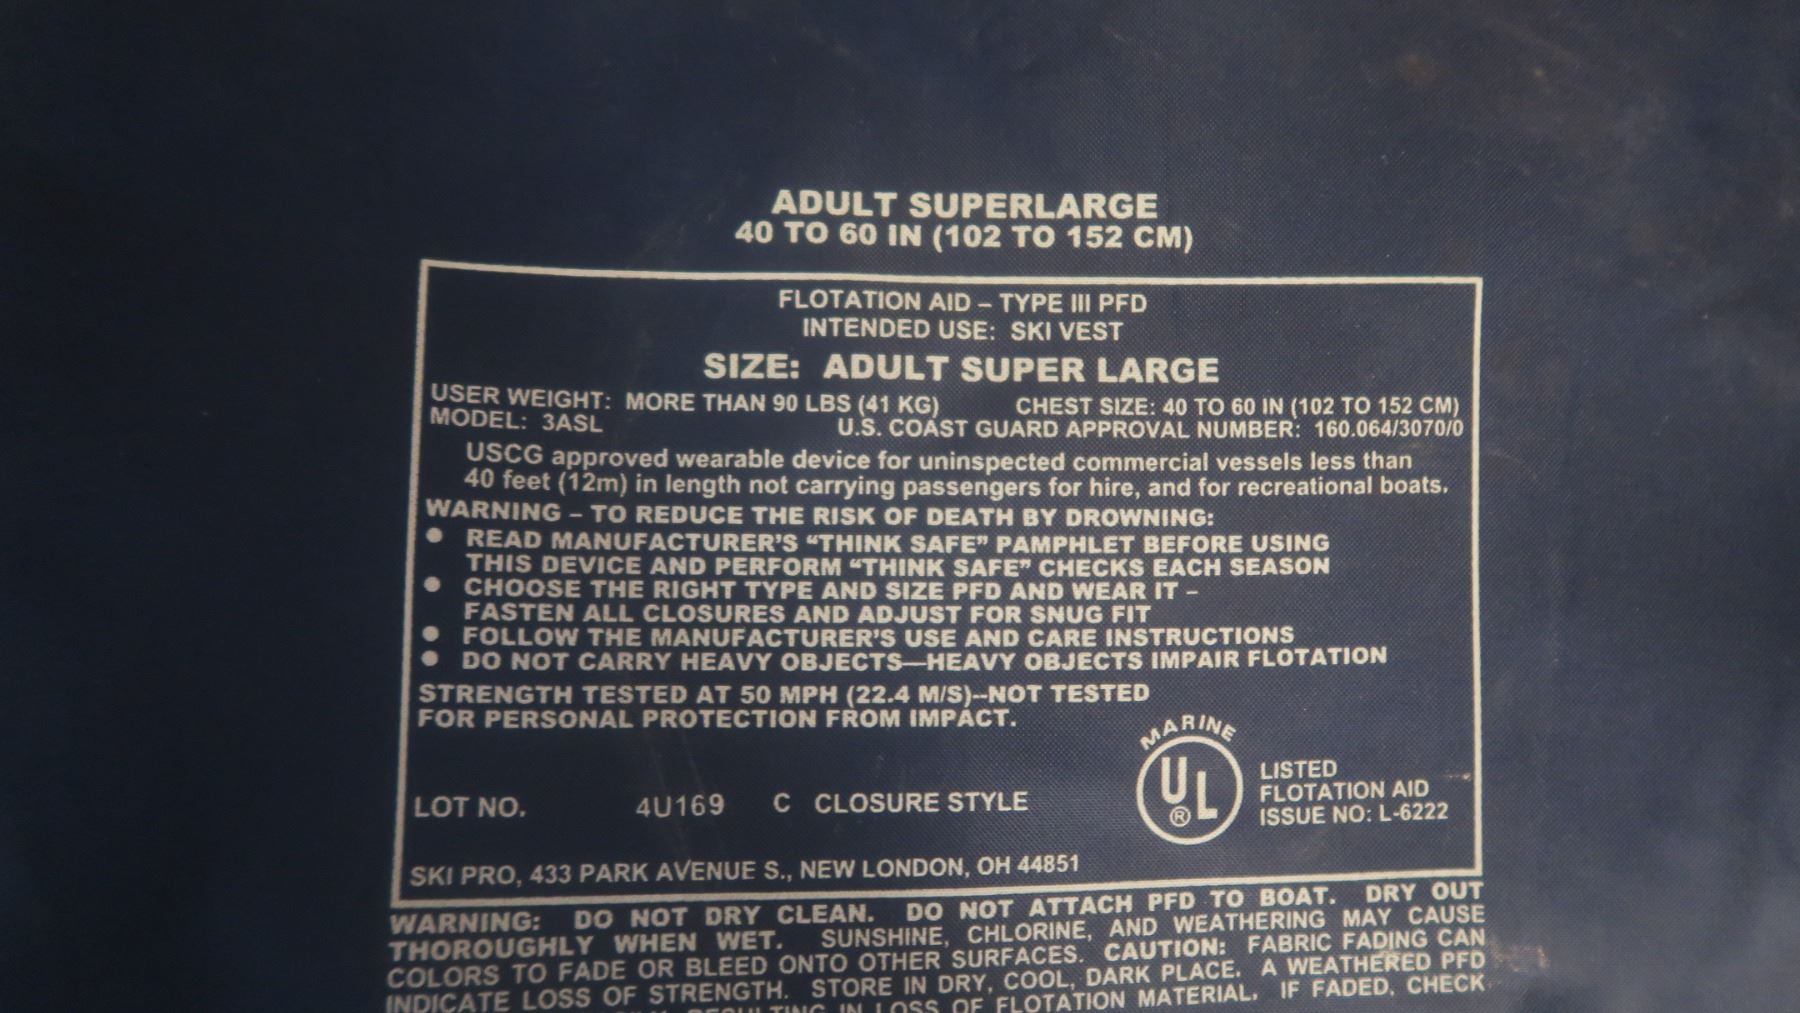 ADULT SUPERLARGE
40 TO 60 IN (102 TO 152 CM)
FLOTATION AID – TYPE III PFD
INTENDED USE: SKI VEST
SIZE: ADULT SUPER LARGE
USER WEIGHT: MORE THAN 90 LBS (41 KG) CHEST SIZE: 40 TO 60 IN (102 TO 152 CM)
MODEL: 3ASL U.S. COAST GUARD APPROVAL NUMBER: 160.064/3070/0
USCG approved wearable device for uninspected commercial vessels less than
40 feet (12m) in length not carrying passengers for hire, and for recreational boats.
WARNING – TO REDUCE THE RISK OF DEATH BY DROWNING:
● READ MANUFACTURER'S “THINK SAFE” PAMPHLET BEFORE USING
THIS DEVICE AND PERFORM “THINK SAFE” CHECKS EACH SEASON
● CHOOSE THE RIGHT TYPE AND SIZE PFD AND WEAR IT –
FASTEN ALL CLOSURES AND ADJUST FOR SNUG FIT
● FOLLOW THE MANUFACTURER'S USE AND CARE INSTRUCTIONS
● DO NOT CARRY HEAVY OBJECTS—HEAVY OBJECTS IMPAIR FLOTATION
STRENGTH TESTED AT 50 MPH (22.4 M/S)--NOT TESTED
FOR PERSONAL PROTECTION FROM IMPACT.
MARINE
UL ®
LISTED
FLOTATION AID
ISSUE NO: L-6222
LOT NO. 4U169 C CLOSURE STYLE
SKI PRO, 433 PARK AVENUE S., NEW LONDON, OH 44851
WARNING: DO NOT DRY CLEAN. DO NOT ATTACH PFD TO BOAT. DRY OUT
THOROUGHLY WHEN WET. SUNSHINE, CHLORINE, AND WEATHERING MAY CAUSE
COLORS TO FADE OR BLEED ONTO OTHER SURFACES. CAUTION: FABRIC FADING CAN
INDICATE LOSS OF STRENGTH. STORE IN DRY, COOL, DARK PLACE. A WEATHERED PFD
RESULTING IN LOSS OF FLOTATION MATERIAL. IF FADED, CHECK